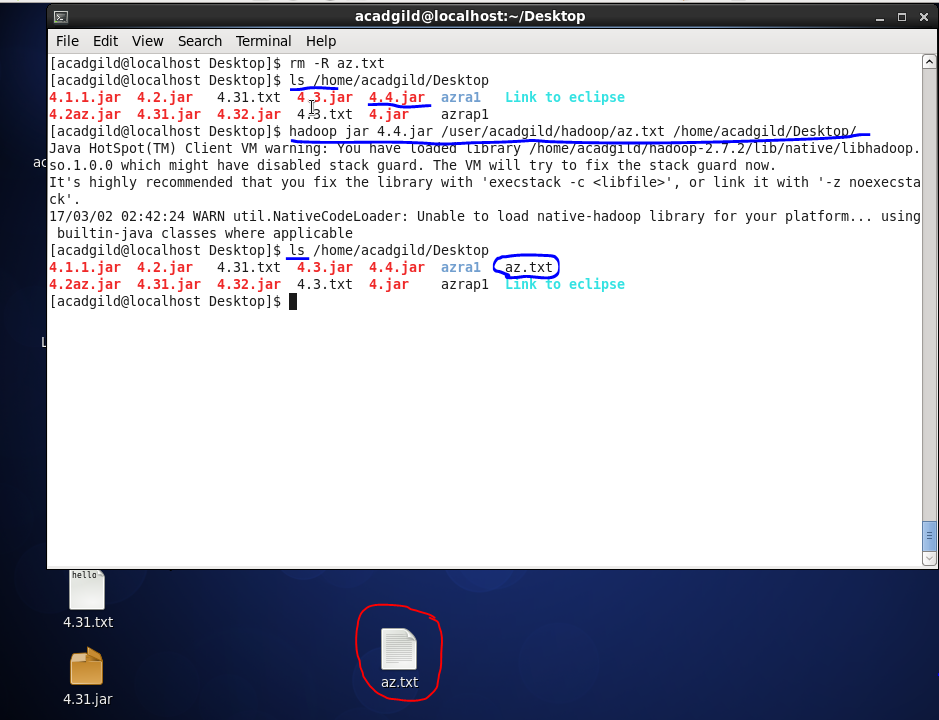 acadgild@localhost:~/Desktop
File Edit View Search Terminal Help
[acadgild@localhost Desktop]$ rm -R az.txt
[acadgild@localhost Desktop]$ ls /home/acadgild/Desktop
4.1.1.jar 4.2.jar 4.31.txt 4.3.jar 4.4.jar azra1 Link to eclipse
4.2az.jar 4.31.jar 4.32.jar 4.3.txt 4.jar azrap1
[acadgild@localhost Desktop]$ hadoop jar 4.4.jar /user/acadgild/hadoop/az.txt /home/acadgild/Desktop/
Java HotSpot(TM) Client VM warning: You have loaded library /home/acadgild/hadoop-2.7.2/lib/native/libhadoop.
so.1.0.0 which might have disabled stack guard. The VM will try to fix the stack guard now.
It's highly recommended that you fix the library with 'execstack -c <libfile>', or link it with '-z noexecsta
ck'.
17/03/02 02:42:24 WARN util.NativeCodeLoader: Unable to load native-hadoop library for your platform... using
builtin-java classes where applicable
[acadgild@localhost Desktop]$ ls /home/acadgild/Desktop
4.1.1.jar 4.2.jar 4.31.txt 4.3.jar 4.4.jar azra1 az.txt
4.2az.jar 4.31.jar 4.32.jar 4.3.txt 4.jar azrap1 Link to eclipse
[acadgild@localhost Desktop]$
ac
L
hello
4.31.txt
az.txt
4.31.jar